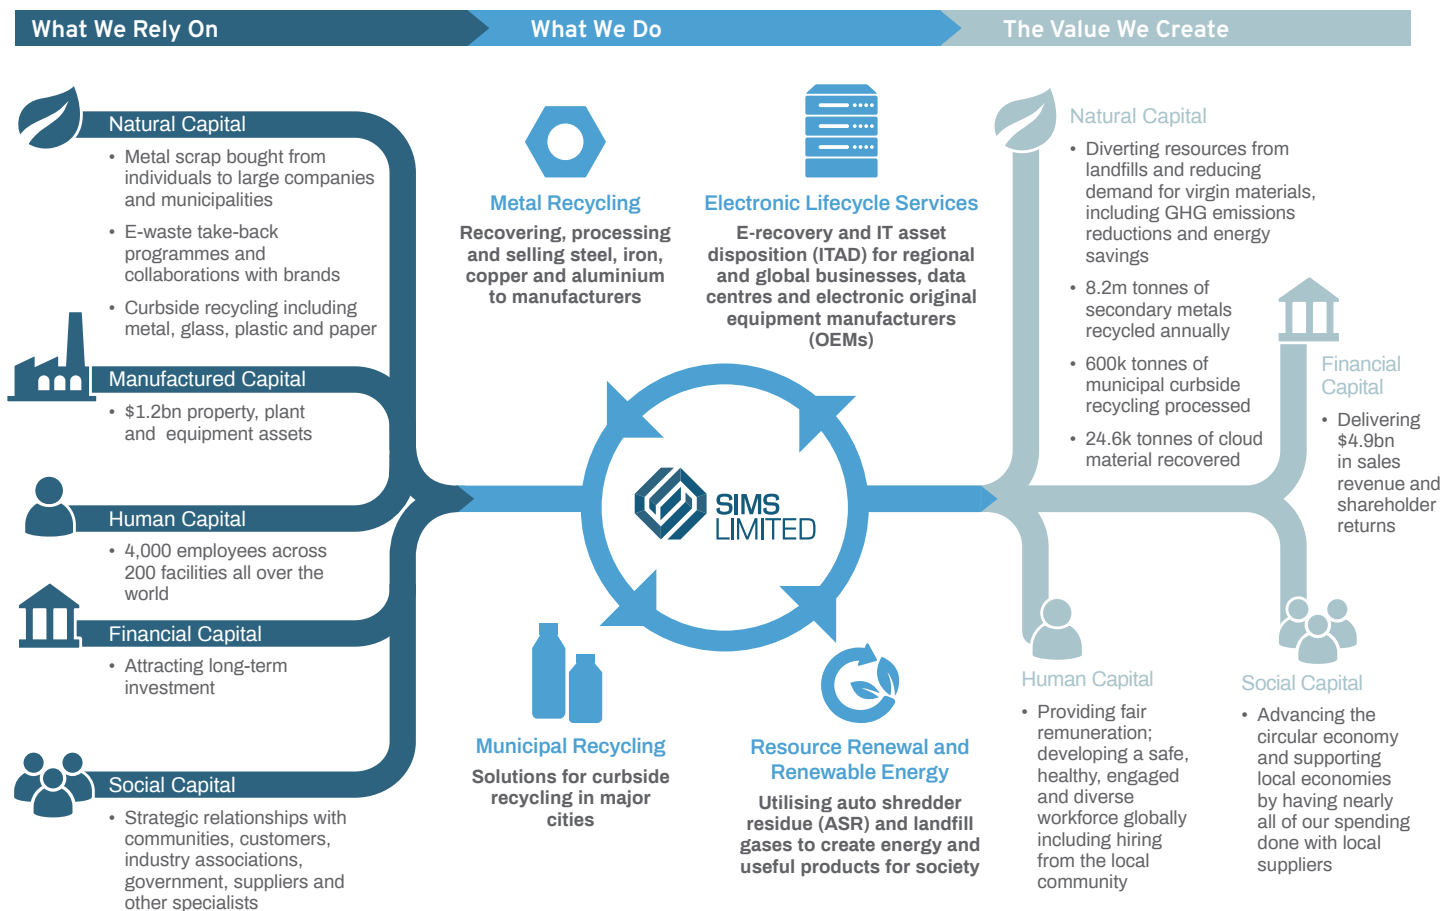 What We Rely On
What We Do
The Value We Create
Natural Capital
• Metal scrap bought from
individuals to large companies
and municipalities
• E-waste take-back
programmes and
collaborations with brands
• Curbside recycling including
metal, glass, plastic and paper
Manufactured Capital
• $1.2bn property, plant
and equipment assets
Human Capital
• 4,000 employees across
200 facilities all over the
world
Financial Capital
• Attracting long-term
investment
Social Capital
• Strategic relationships with
communities, customers,
industry associations,
government, suppliers and
other specialists
Metal Recycling
Recovering, processing
and selling steel, iron,
copper and aluminium
to manufacturers
Electronic Lifecycle Services
E-recovery and IT asset
disposition (ITAD) for regional
and global businesses, data
centres and electronic original
equipment manufacturers
(OEMs)
SIMS
LIMITED
Municipal Recycling
Solutions for curbside
recycling in major
cities
Resource Renewal and
Renewable Energy
Utilising auto shredder
residue (ASR) and landfill
gases to create energy and
useful products for society
Natural Capital
• Diverting resources from
landfills and reducing
demand for virgin materials,
including GHG emissions
reductions and energy
savings
• 8.2m tonnes of
secondary metals
recycled annually
• 600k tonnes of
municipal curbside
recycling processed
• 24.6k tonnes of cloud
material recovered
Financial
Capital
• Delivering
$4.9bn
in sales
revenue and
shareholder
returns
Human Capital
• Providing fair
remuneration;
developing a safe,
healthy, engaged
and diverse
workforce globally
including hiring
from the local
community
Social Capital
• Advancing the
circular economy
and supporting
local economies
by having nearly
all of our spending
done with local
suppliers